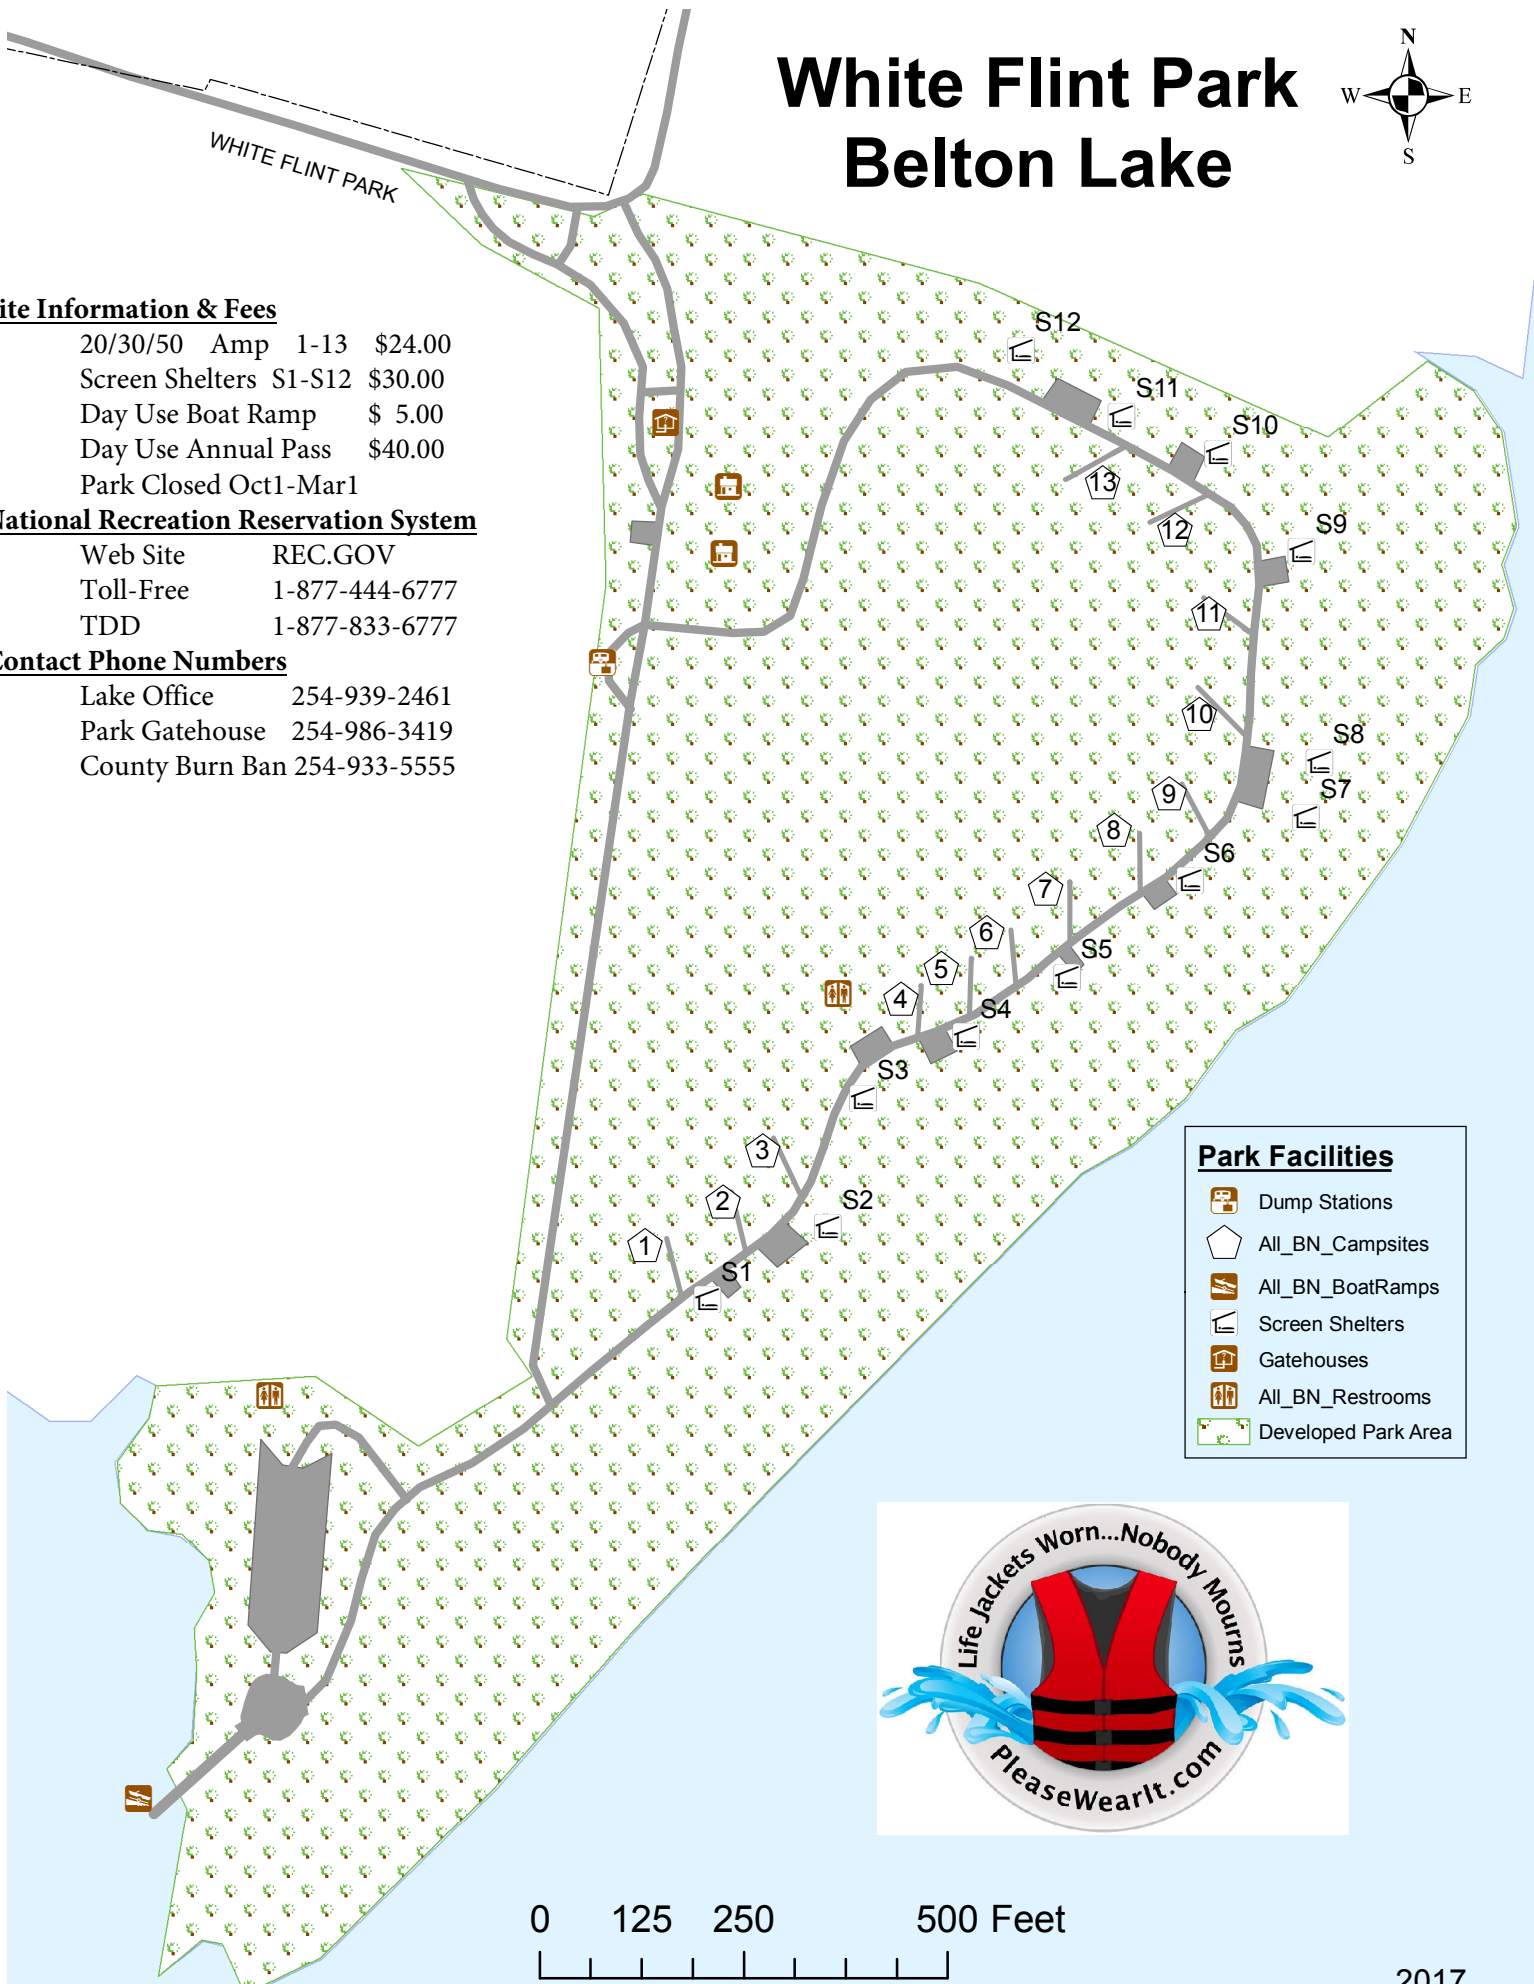 White Flint Park
Belton Lake
N
W E
S
WHITE FLINT PARK
ite Information & Fees
20/30/50 Amp 1-13 $24.00
Screen Shelters S1-S12 $30.00
Day Use Boat Ramp $ 5.00
Day Use Annual Pass $40.00
Park Closed Oct1-Mar1
National Recreation Reservation System
Web Site REC.GOV
Toll-Free 1-877-444-6777
TDD 1-877-833-6777
Contact Phone Numbers
Lake Office 254-939-2461
Park Gatehouse 254-986-3419
County Burn Ban 254-933-5555
S12
S11
S10
13
12
S9
11
10
S8
S7
9
8
S6
7
6
S5
5
4
S4
S3
3
2
S2
1
S1
Park Facilities
Dump Stations
All_BN_Campsites
All_BN_BoatRamps
Screen Shelters
Gatehouses
All_BN_Restrooms
Developed Park Area
Life Jackets Worn...Nobody Mourns
PleaseWearIt.com
0 125 250 500 Feet
2017